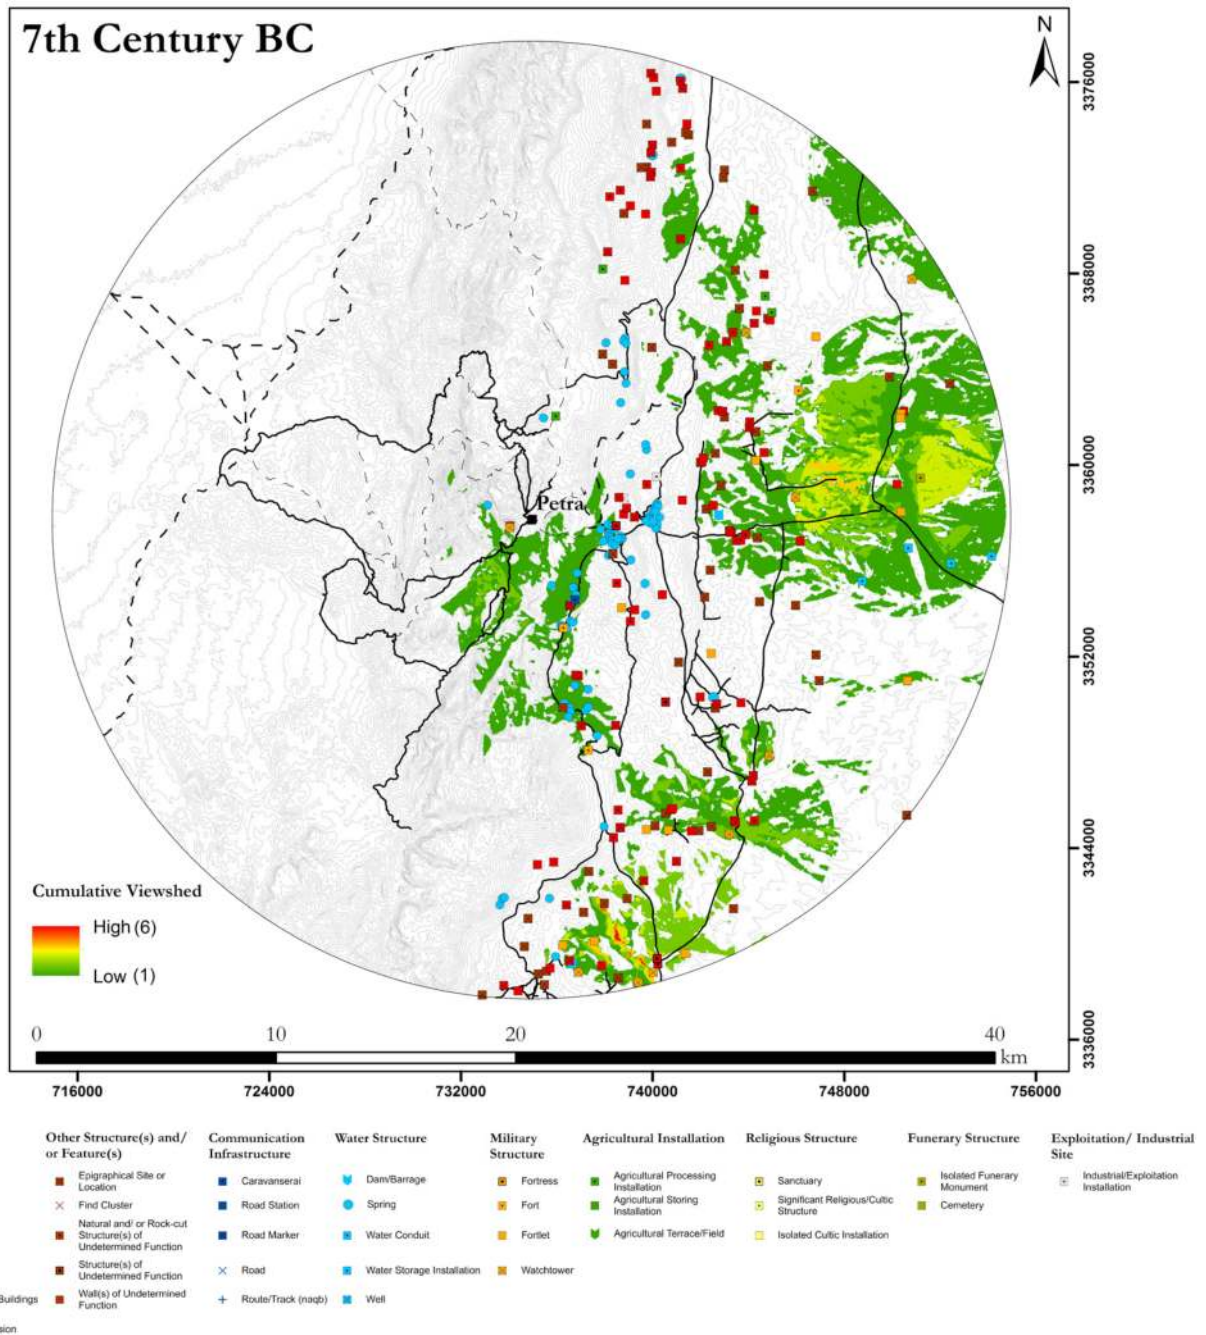 7th Century BC
N
3376000
3368000
3360000
3352000
3344000
3336000
Petra
Cumulative Viewshed
High (6)
Low (1)
0
10
20
40
km
716000
724000
732000
740000
748000
756000
Other Structure(s) and/
or Feature(s)
Epigraphical Site or
Location
Find Cluster
Natural and/ or Rock-cut
Structure(s) of
Undetermined Function
Structure(s) of
Undetermined Function
Wall(s) of Undetermined
Function
Buildings
sion
Communication
Infrastructure
Caravanserai
Road Station
Road Marker
Road
Route/Track (naqb)
Water Structure
Dam/Barrage
Spring
Water Conduit
Water Storage Installation
Well
Military
Structure
Fortress
Fort
Fortlet
Watchtower
Agricultural Installation
Agricultural Processing
Installation
Agricultural Storing
Installation
Agricultural Terrace/Field
Religious Structure
Sanctuary
Significant Religious/Cultic
Structure
Isolated Cultic Installation
Funerary Structure
Isolated Funerary
Monument
Cemetery
Exploitation/ Industrial
Site
Industrial/Exploitation
Installation